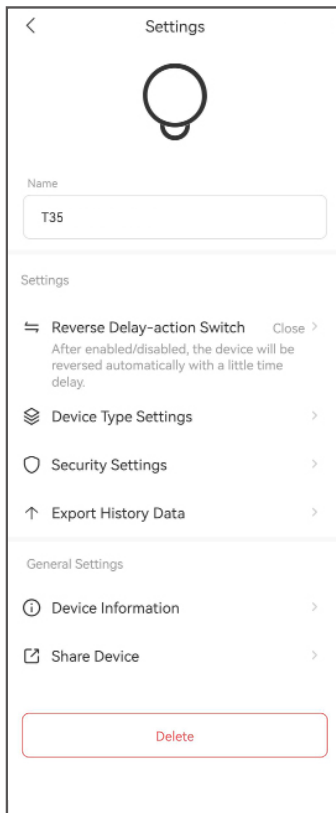 Settings
Name
T35
Settings
Reverse Delay-action Switch Close
After enabled/disabled, the device will be
reversed automatically with a little time
delay.
Device Type Settings
Security Settings
Export History Data
General Settings
Device Information
Share Device
Delete